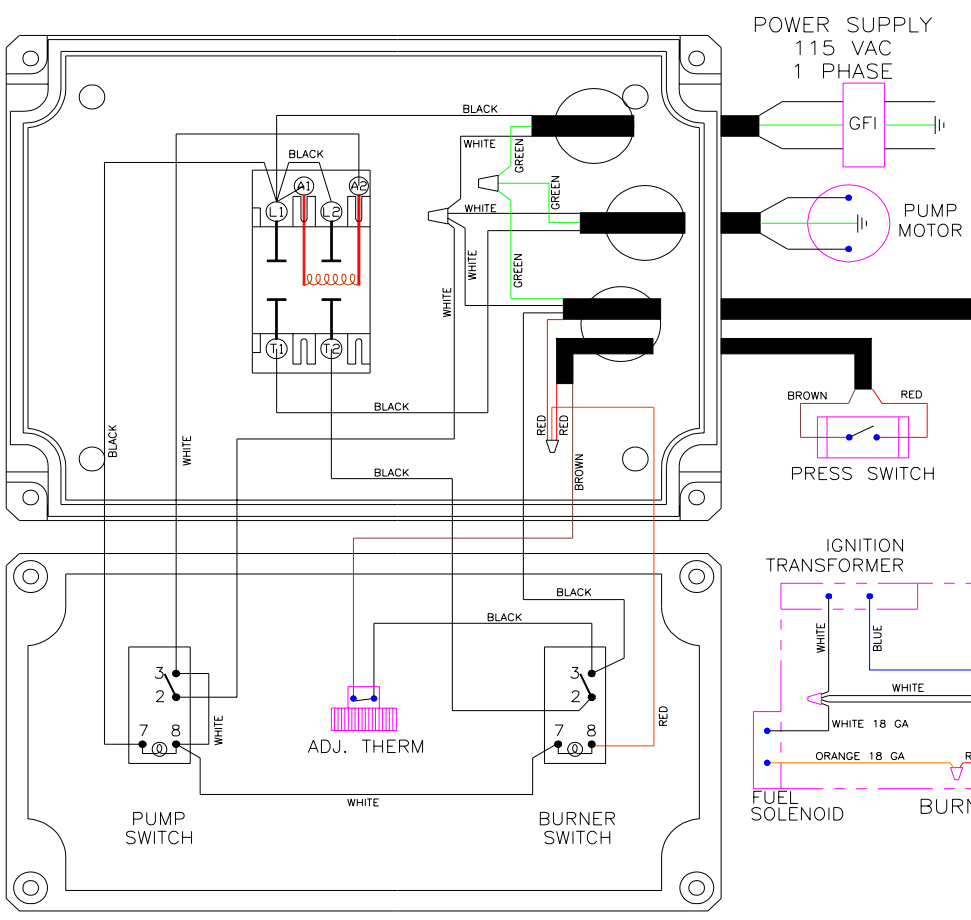 POWER SUPPLY
115 VAC
1 PHASE
BLACK
WHITE
GREEN
GFI
BLACK
A1
A2
L1
L2
GREEN
WHITE
PUMP
MOTOR
WHITE
GREEN
WHITE
T1
T2
BLACK
BROWN
RED
RED
RED
BLACK
WHITE
BLACK
BROWN
PRESS SWITCH
IGNITION
TRANSFORMER
BLACK
BLACK
WHITE
BLUE
3
2
7
8
WHITE
3
2
7
8
RED
WHITE
WHITE 18 GA
ADJ. THERM
ORANGE 18 GA
R
WHITE
FUEL
SOLENOID
BURN
PUMP
SWITCH
BURNER
SWITCH